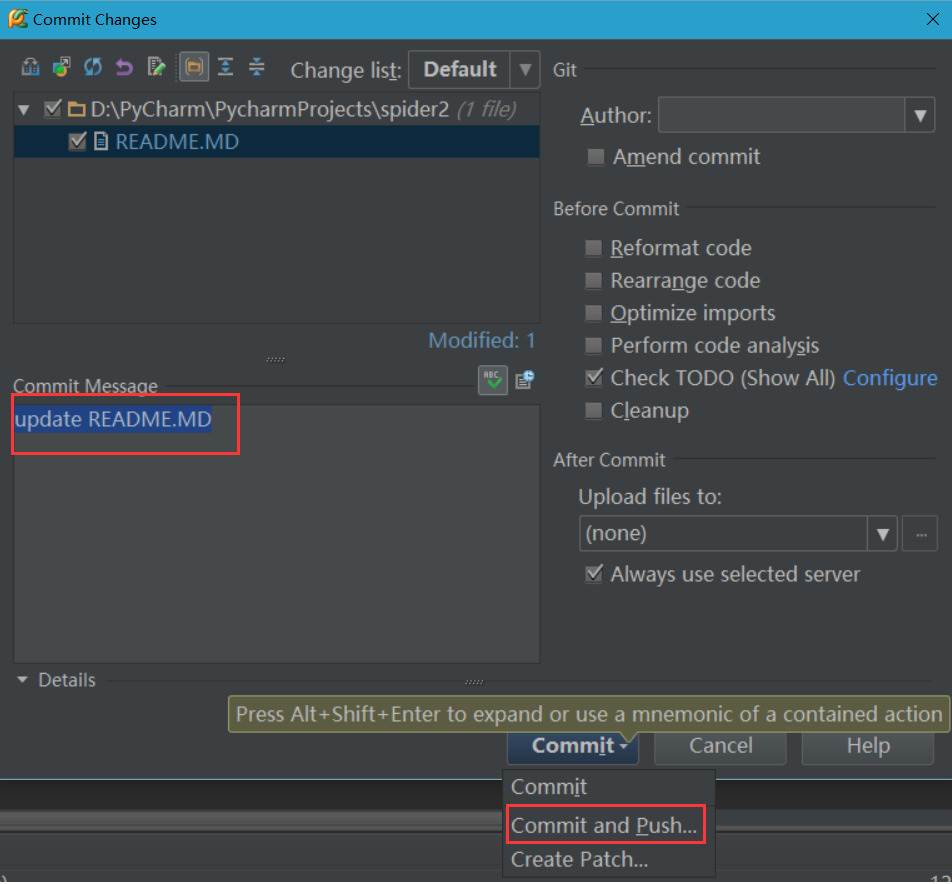 Commit Changes
Change list: Default
D:\PyCharm\PycharmProjects\spider2 (1 file)
README.MD
Modified: 1
Commit Message
update README.MD
Details
Git
Author:
Amend commit
Before Commit
Reformat code
Rearrange code
Optimize imports
Perform code analysis
Check TODO (Show All) Configure
Cleanup
After Commit
Upload files to:
(none)
...
Always use selected server
Press Alt+Shift+Enter to expand or use a mnemonic of a contained action
Commit Cancel Help
Commit
Commit and Push...
Create Patch...